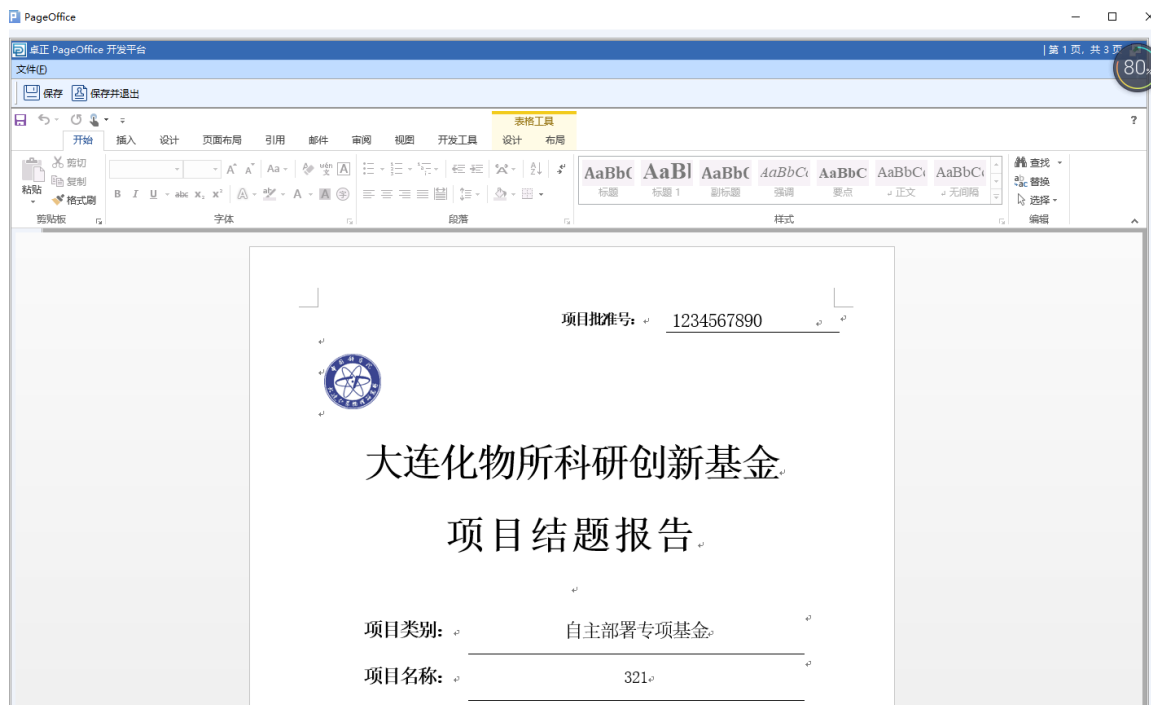 PageOffice
卓正 PageOffice 开发平台
|第1页, 共3页
80%
文件(F)
保存 保存并退出
表格工具
开始 插入 设计 页面布局 引用 邮件 审阅 视图 开发工具 设计 布局 ?
粘贴 剪切 复制 格式刷
剪贴板
Aa
B I U abc X₂ X² A A
字体
段落
AaBb( AaBl AaBb( AaBbC AaBbC AaBbC AaBbC
标题 标题 1 副标题 强调 要点 正文 无间隔
样式
查找 替换 选择
编辑
项目批准号: 1234567890
大连化物所科研创新基金
项目结题报告
项目类别: 自主部署专项基金
项目名称: 321